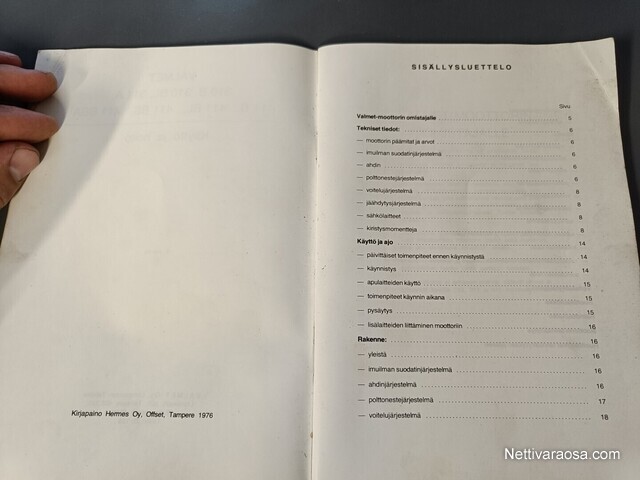 Kirjapaino Hermes Oy, Offset, Tampere 1976
SISÄLLYSLUETTELO
Sivu
Valmet-moottorin omistajalle 5
Tekniset tiedot: 6
— moottorin päämitat ja arvot 6
— imuilman suodatinjärjestelmä 6
— ahdin 6
— polttonestejärjestelmä 6
— voitelujärjestelmä 8
— jäähdytysjärjestelmä 8
— sähkölaitteet 8
— kiristysmomentteja 8
Käyttö ja ajo 14
— päivittäiset toimenpiteet ennen käynnistystä 14
— käynnistys 14
— apulaitteiden käyttö 15
— toimenpiteet käynnin aikana 15
— pysäytys 15
— lisälaitteiden liittäminen moottoriin 16
Rakenne: 16
— yleistä 16
— imuilman suodatinjärjestelmä 16
— ahdinjärjestelmä 16
— polttonestejärjestelmä 17
— voitelujärjestelmä 18
Nettivaraosa.com